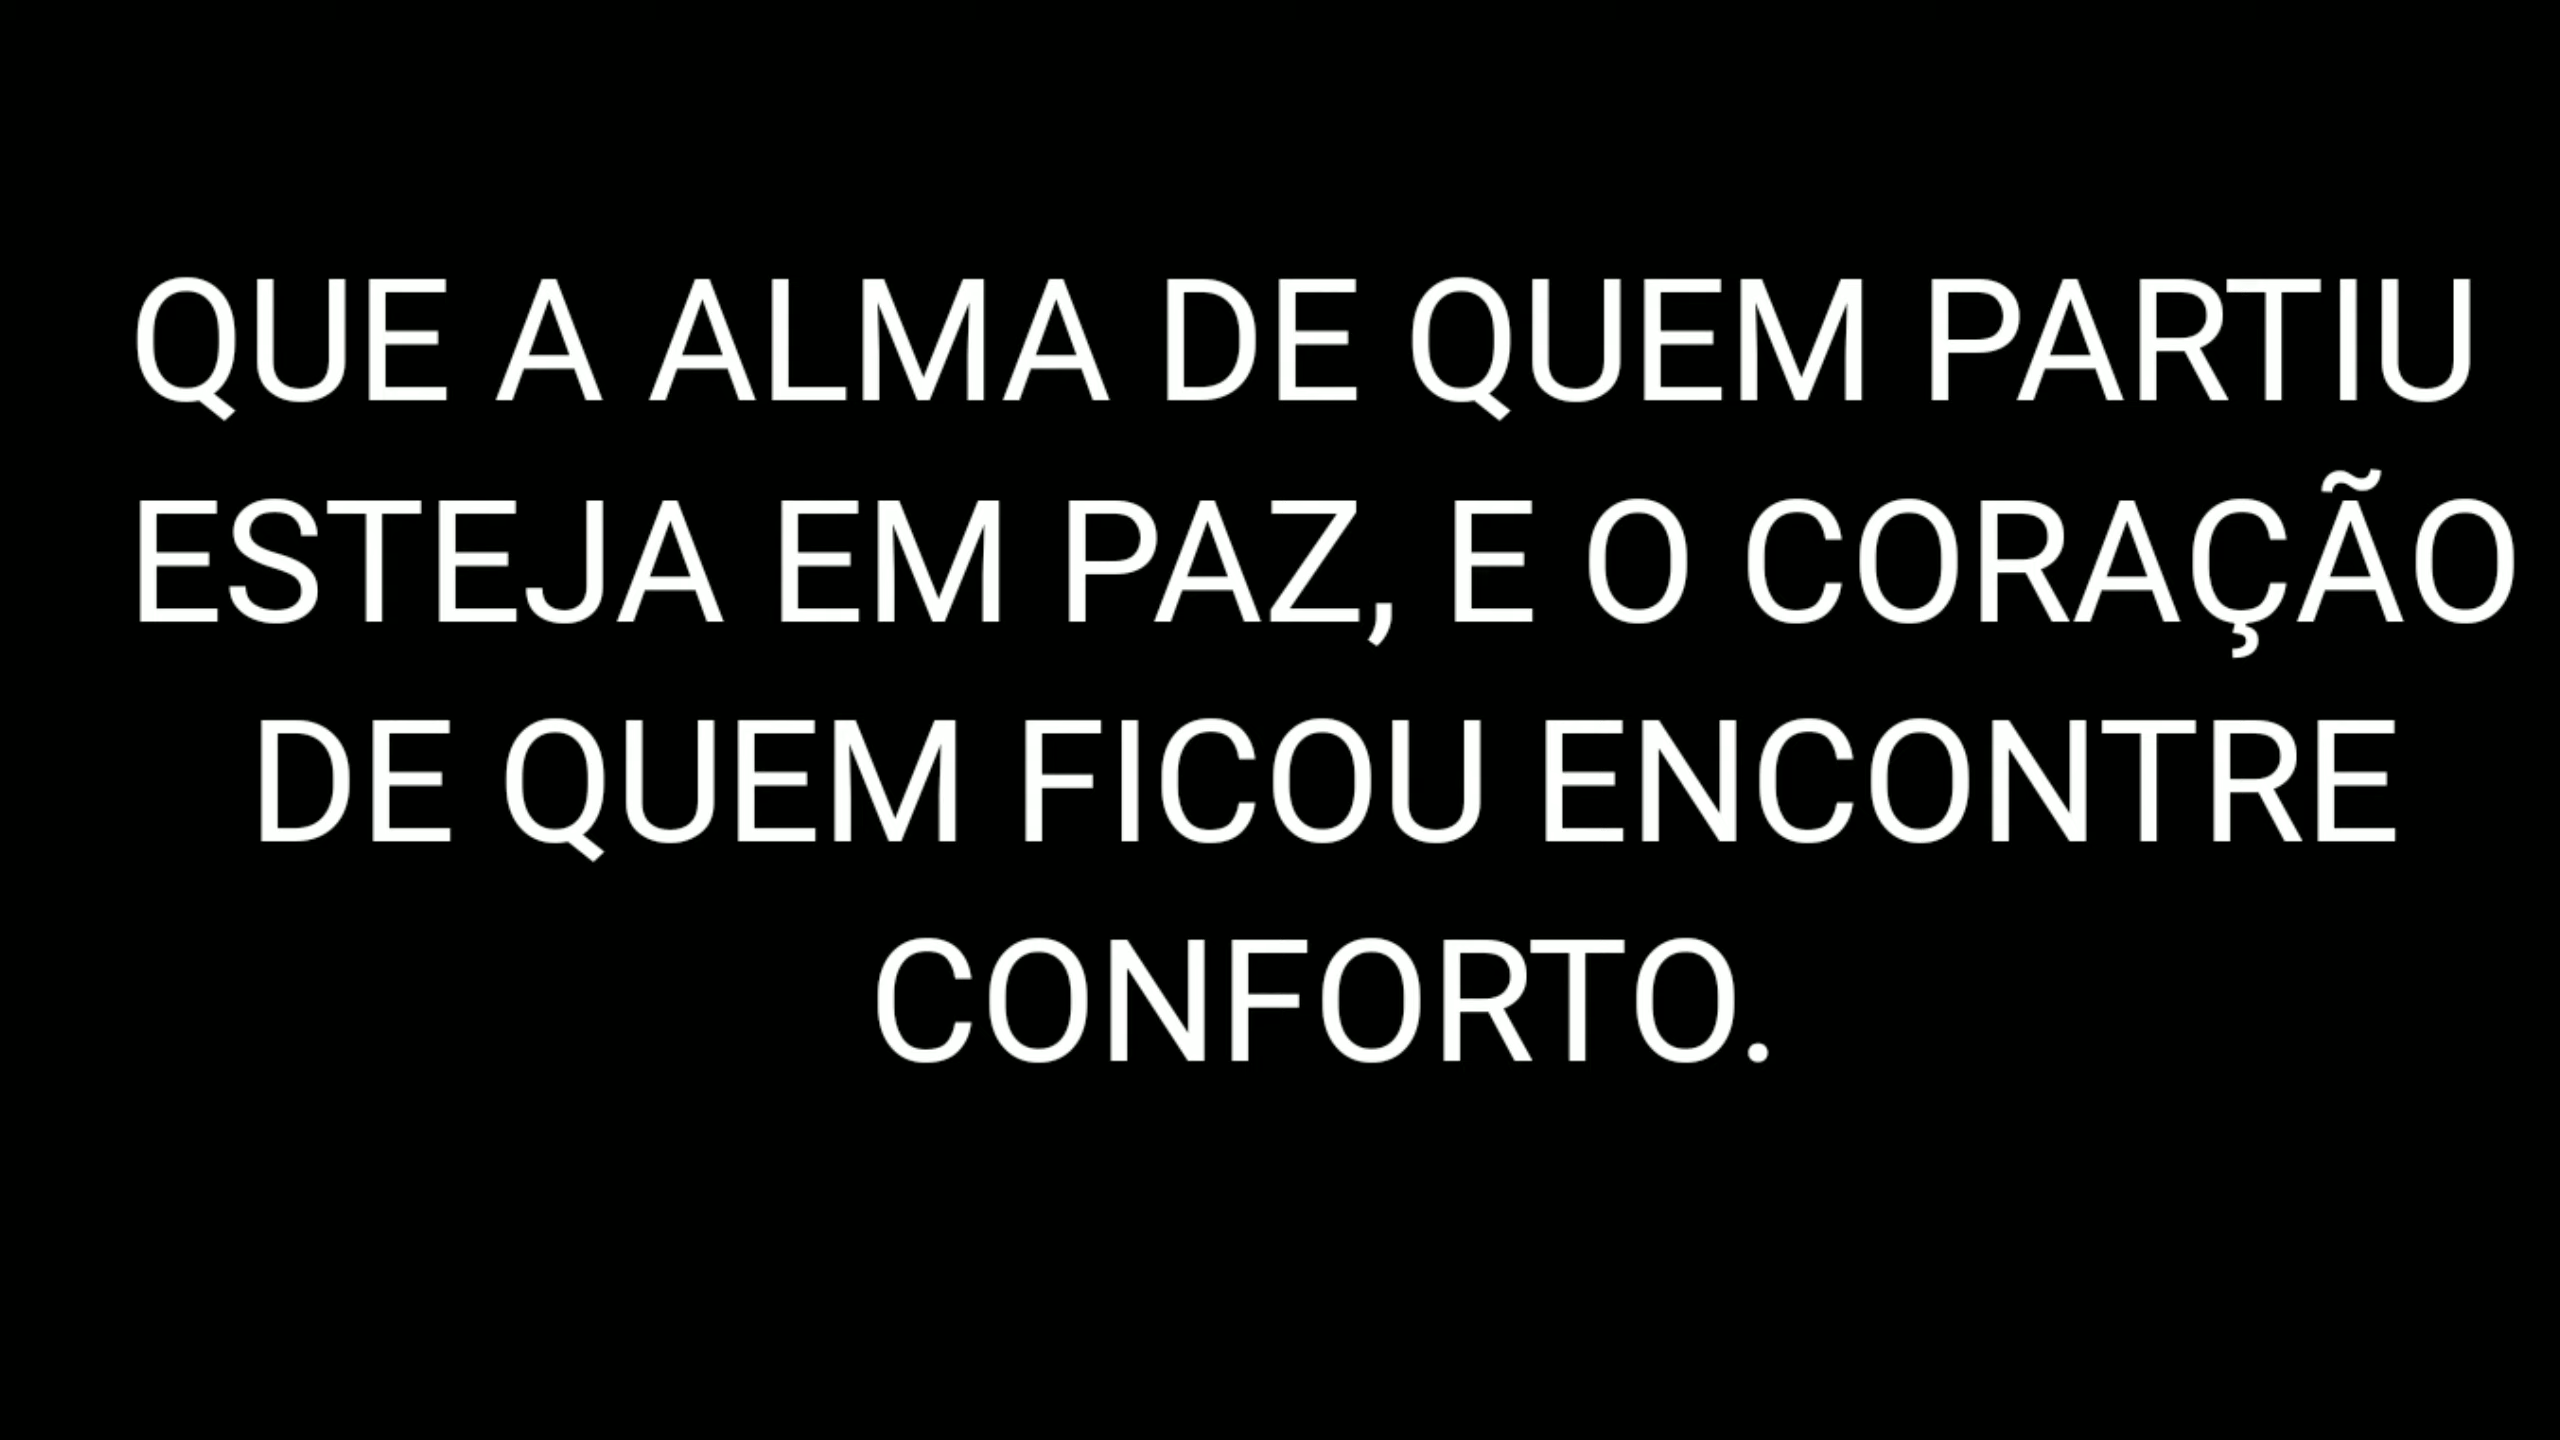 QUE A ALMA DE QUEM PARTIU
ESTEJA EM PAZ, E O CORAÇÃO
DE QUEM FICOU ENCONTRE
CONFORTO.